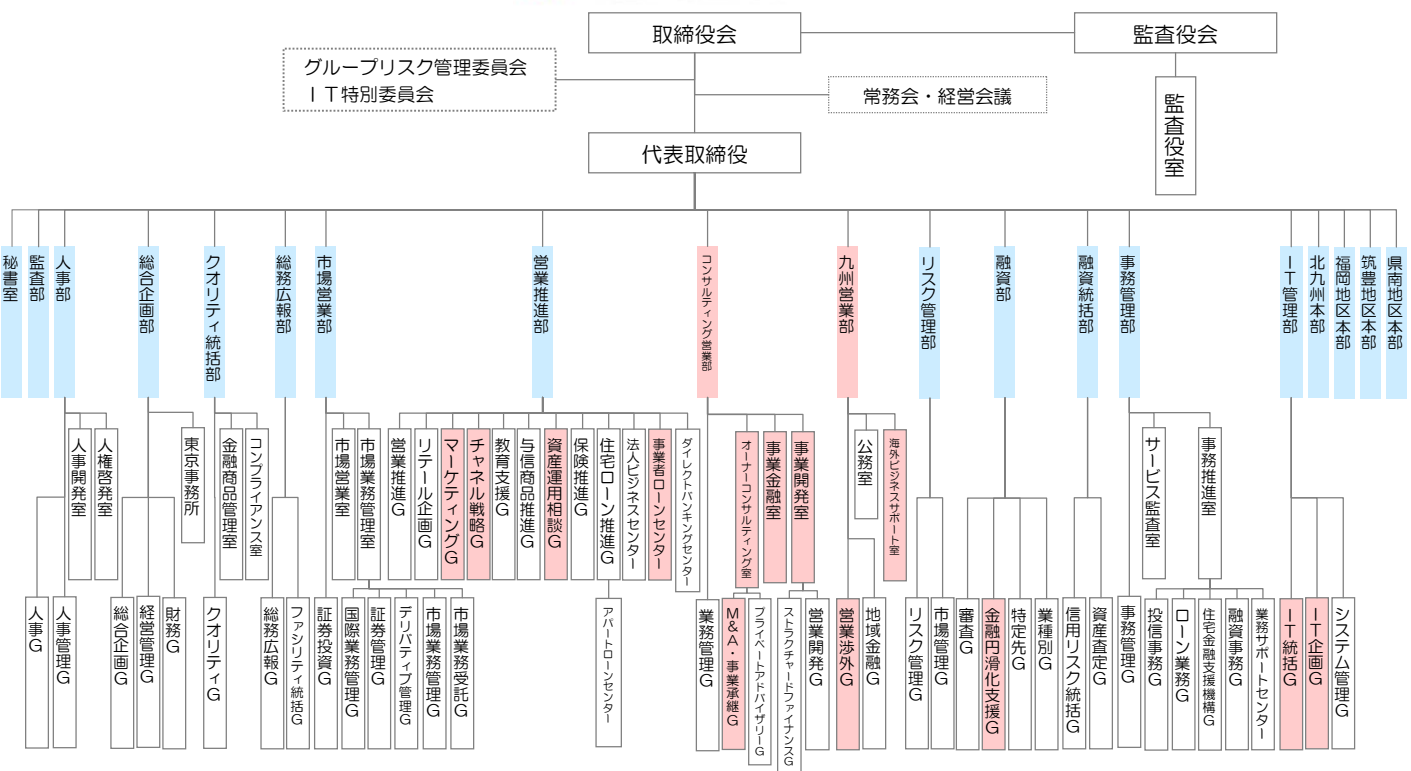 取締役会
監査役会
グループリスク管理委員会
ＩＴ特別委員会
常務会・経営会議
監査役室
代表取締役
秘書室
監査部
人事部
総合企画部
クオリティ統括部
総務広報部
市場営業部
営業推進部
コンサルティング営業部
九州営業部
リスク管理部
融資部
融資統括部
事務管理部
ＩＴ管理部
北九州本部
福岡地区本部
筑豊地区本部
県南地区本部
人事開発室
人権啓発室
東京事務所
金融商品管理室
コンプライアンス室
市場営業室
市場業務管理室
営業推進Ｇ
リテール企画Ｇ
マーケティングＧ
チャネル戦略Ｇ
教育支援Ｇ
与信商品推進Ｇ
資産運用相談Ｇ
保険推進Ｇ
住宅ローン推進Ｇ
法人ビジネスセンター
事業者ローンセンター
ダイレクトバンキングセンター
オーナーコンサルティング室
事業金融室
事業開発室
公務室
海外ビジネスサポート室
サービス監査室
事務推進室
人事Ｇ
人事管理Ｇ
総合企画Ｇ
経営管理Ｇ
財務Ｇ
クオリティＧ
総務広報Ｇ
ファシリティ統括Ｇ
証券投資Ｇ
国際業務管理Ｇ
証券管理Ｇ
デリバティブ管理Ｇ
市場業務管理Ｇ
市場業務受託Ｇ
アパートローンセンター
業務管理Ｇ
Ｍ＆Ａ・事業承継Ｇ
プライベートアドバイザリーＧ
ストラクチャードファイナンスＧ
営業開発Ｇ
営業渉外Ｇ
地域金融Ｇ
リスク管理Ｇ
市場管理Ｇ
審査Ｇ
金融円滑化支援Ｇ
特定先Ｇ
業種別Ｇ
信用リスク統括Ｇ
資産査定Ｇ
事務管理Ｇ
投信事務Ｇ
ローン業務Ｇ
住宅金融支援機構Ｇ
融資事務Ｇ
業務サポートセンター
ＩＴ統括Ｇ
ＩＴ企画Ｇ
システム管理Ｇ